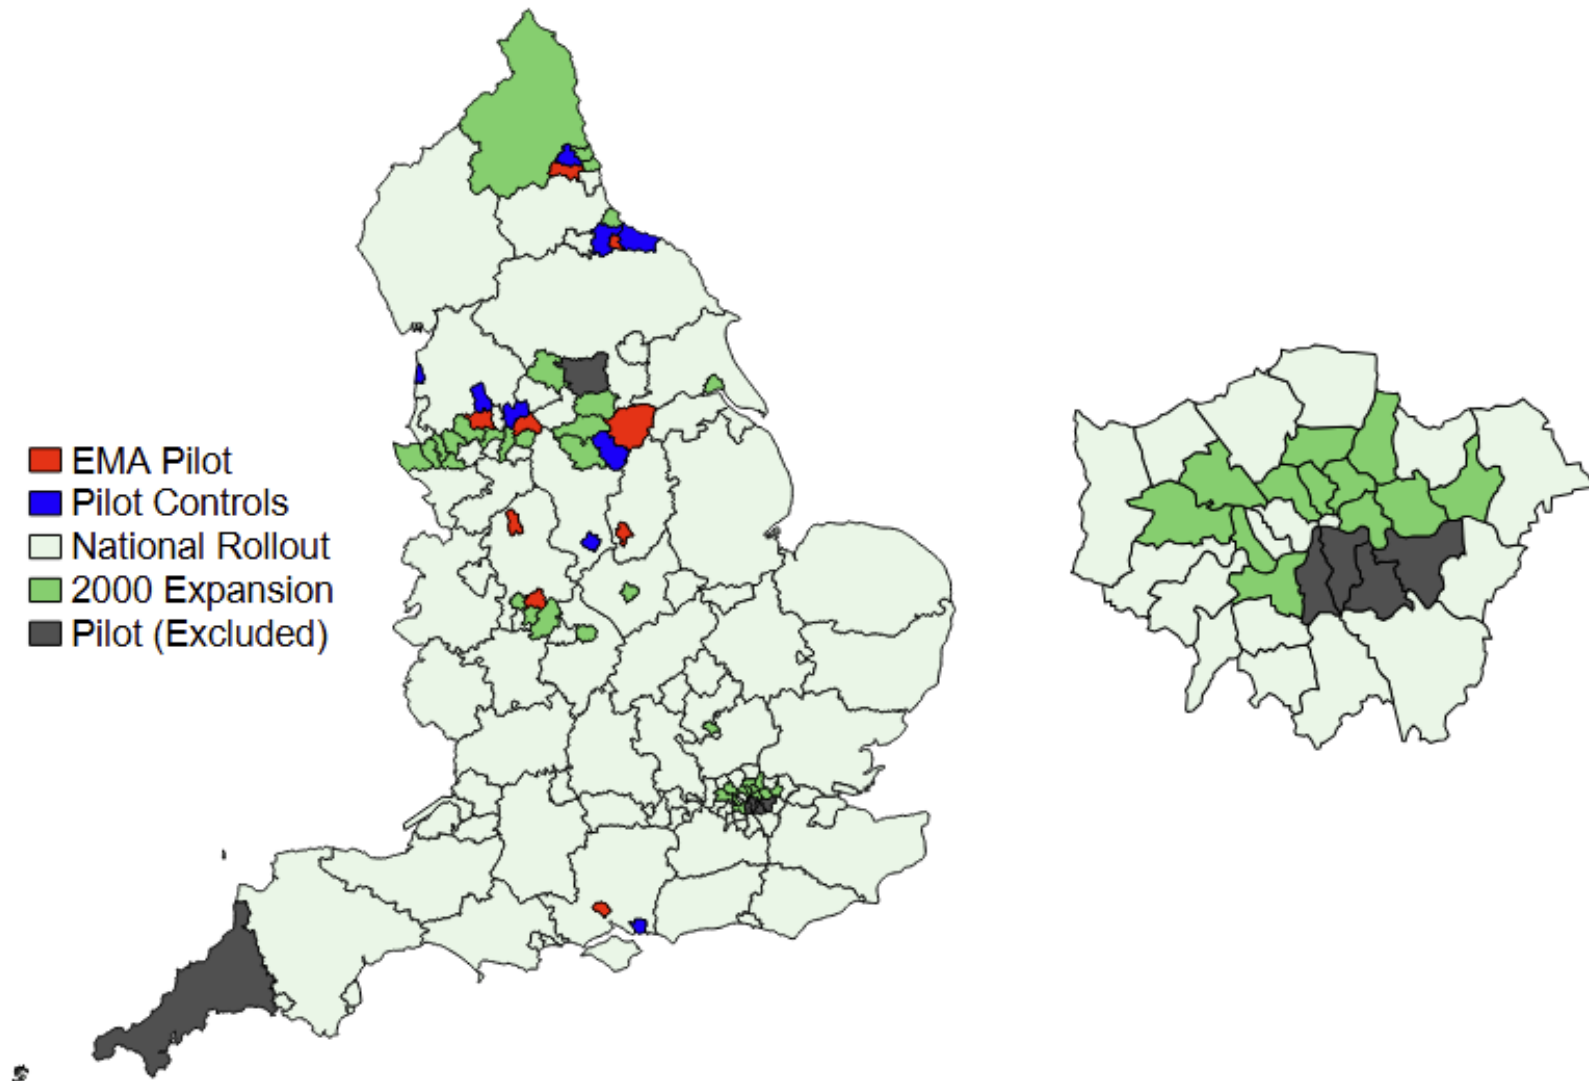 EMA Pilot
Pilot Controls
National Rollout
2000 Expansion
Pilot (Excluded)